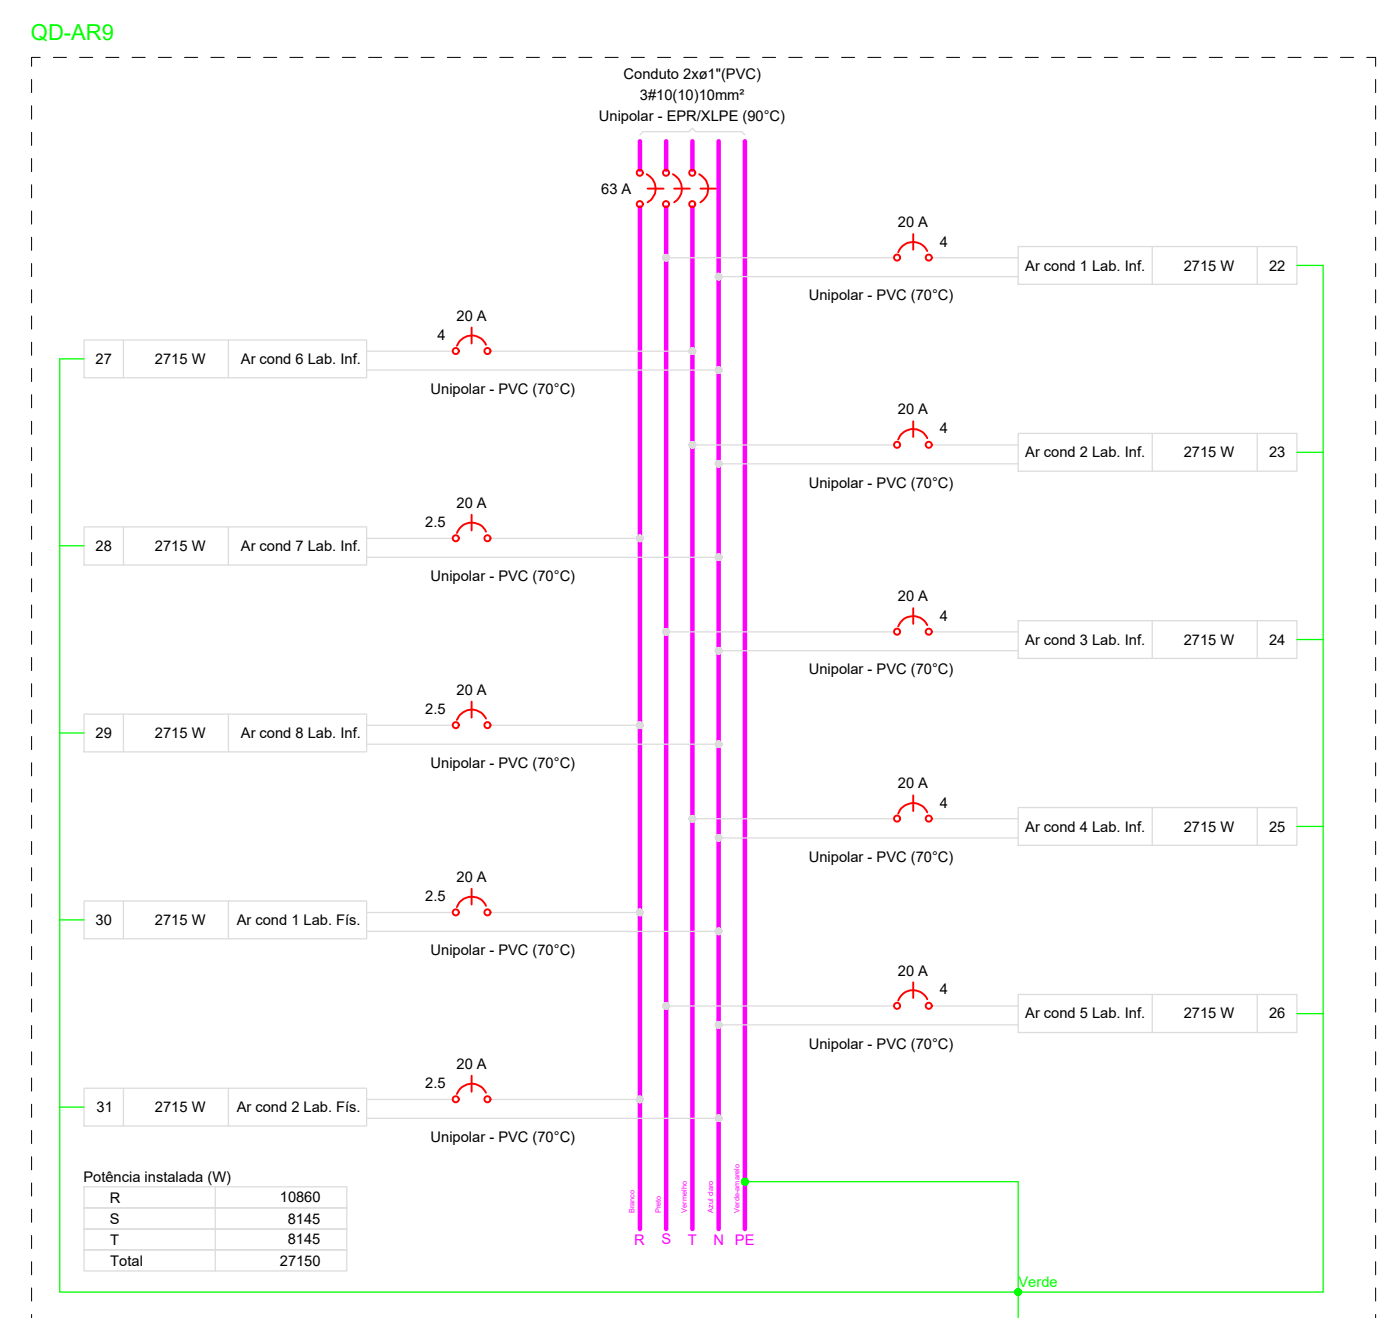 QD-AR9
Conduto 2xø1"(PVC)
3#10(10)10mm²
Unipolar - EPR/XLPE (90°C)
63 A
20 A
4
Ar cond 1 Lab. Inf. 2715 W 22
Unipolar - PVC (70°C)
20 A
4
27 2715 W Ar cond 6 Lab. Inf.
Unipolar - PVC (70°C)
20 A
4
Ar cond 2 Lab. Inf. 2715 W 23
Unipolar - PVC (70°C)
20 A
2.5
28 2715 W Ar cond 7 Lab. Inf.
Unipolar - PVC (70°C)
20 A
4
Ar cond 3 Lab. Inf. 2715 W 24
Unipolar - PVC (70°C)
20 A
2.5
29 2715 W Ar cond 8 Lab. Inf.
Unipolar - PVC (70°C)
20 A
4
Ar cond 4 Lab. Inf. 2715 W 25
Unipolar - PVC (70°C)
20 A
2.5
30 2715 W Ar cond 1 Lab. Fís.
Unipolar - PVC (70°C)
20 A
4
Ar cond 5 Lab. Inf. 2715 W 26
Unipolar - PVC (70°C)
20 A
2.5
31 2715 W Ar cond 2 Lab. Fís.
Unipolar - PVC (70°C)
Potência instalada (W)
R 10860
S 8145
T 8145
Total 27150
Branco
Preto
Vermelho
Azul claro
Verde-amarelo
R S T N PE
Verde